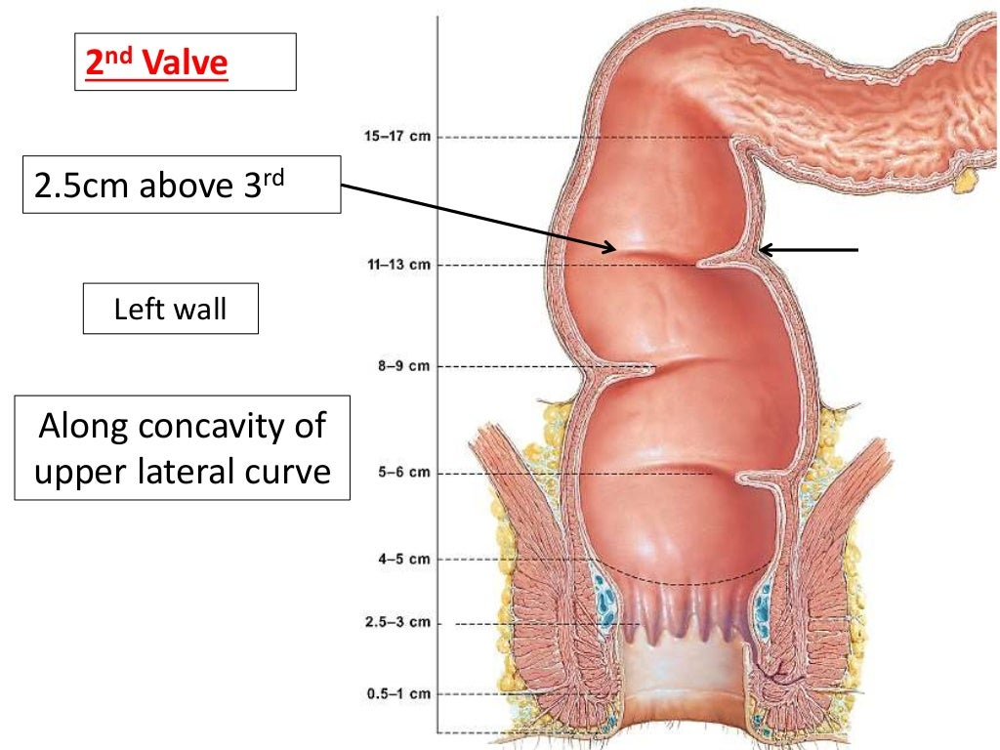 2nd Valve
2.5cm above 3rd
Left wall
Along concavity of
upper lateral curve
15–17 cm
11–13 cm
8–9 cm
5–6 cm
4–5 cm
2.5–3 cm
0.5–1 cm